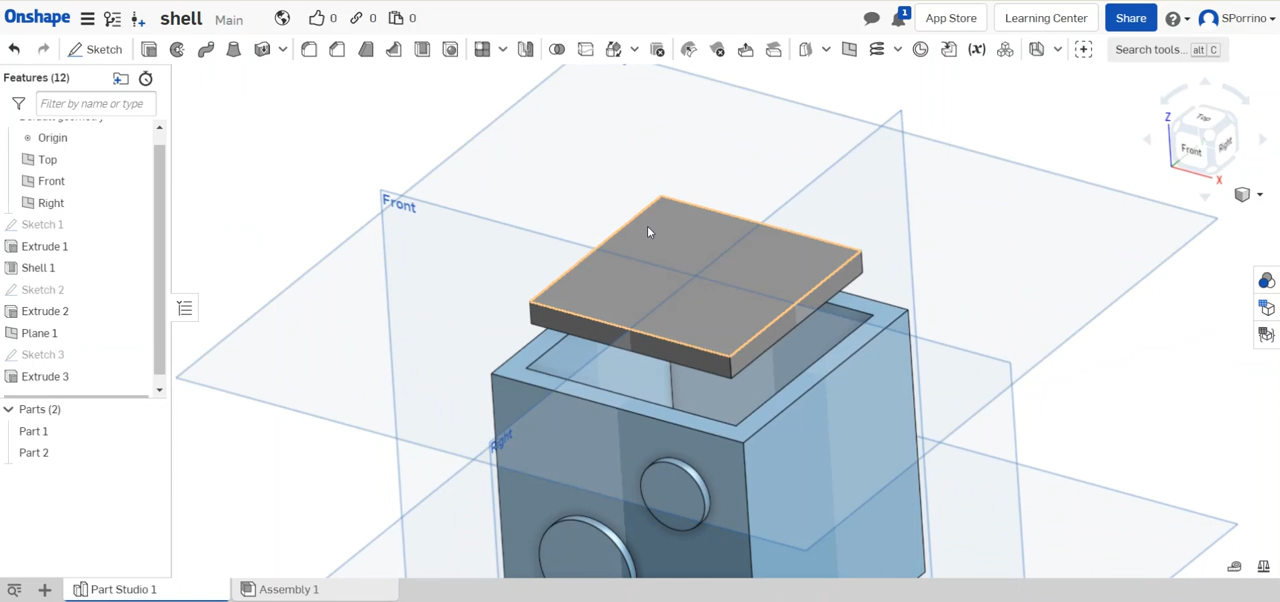 Onshape shell Main 0 0 0 1 App Store Learning Center Share SPorrino
Sketch (x) Search tools... alt C
Features (12)
Filter by name or type
Origin
Top
Front
Right
Sketch 1
Extrude 1
Shell 1
Sketch 2
Extrude 2
Plane 1
Sketch 3
Extrude 3
Parts (2)
Part 1
Part 2
Front
Right
Z
Top
Front
Right
X
Part Studio 1 Assembly 1